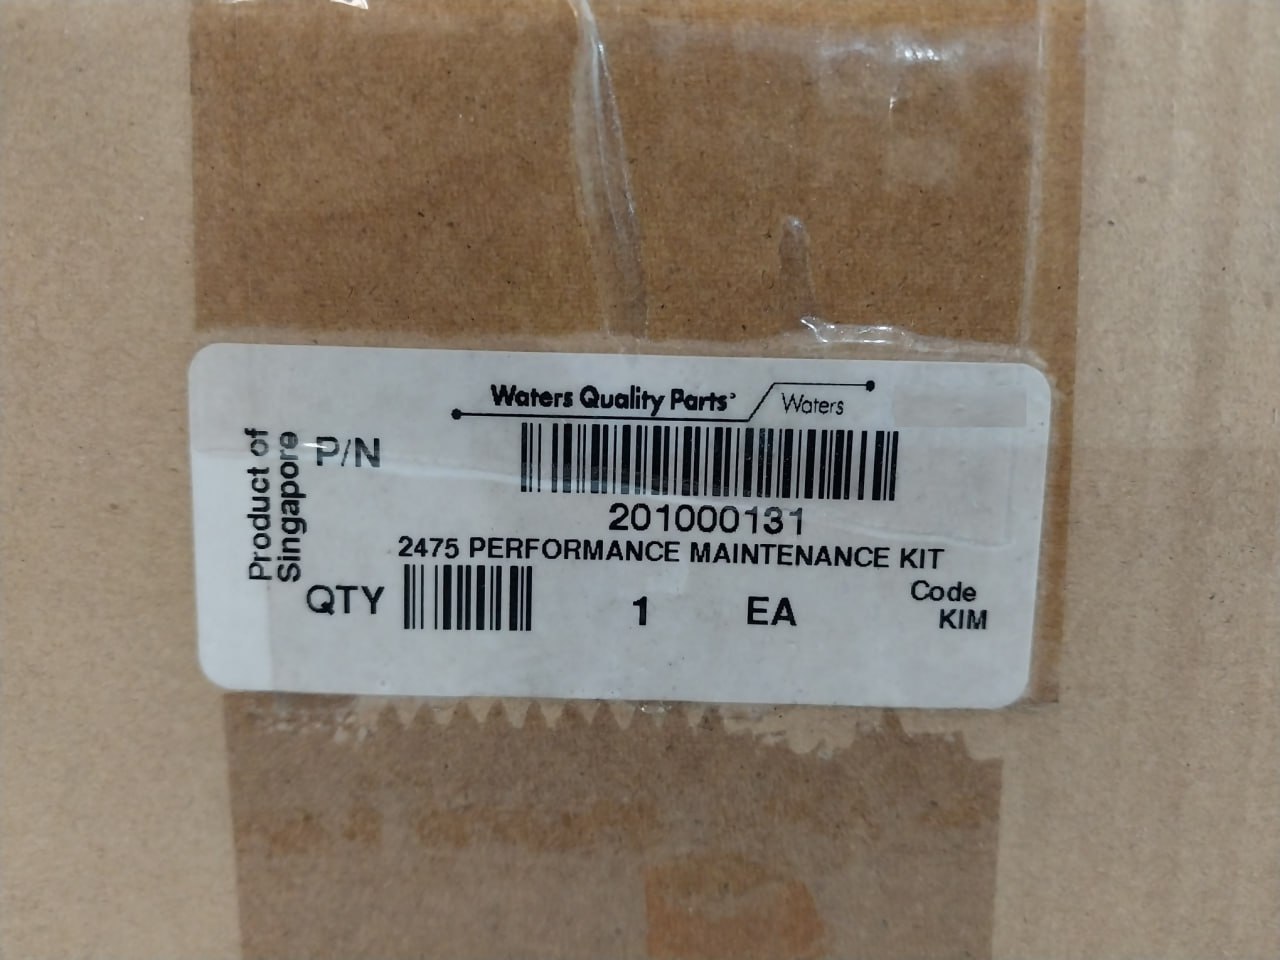 Waters Quality Parts
Waters
Product of
Singapore
P/N
201000131
2475 PERFORMANCE MAINTENANCE KIT
QTY
1 EA
Code
KIM